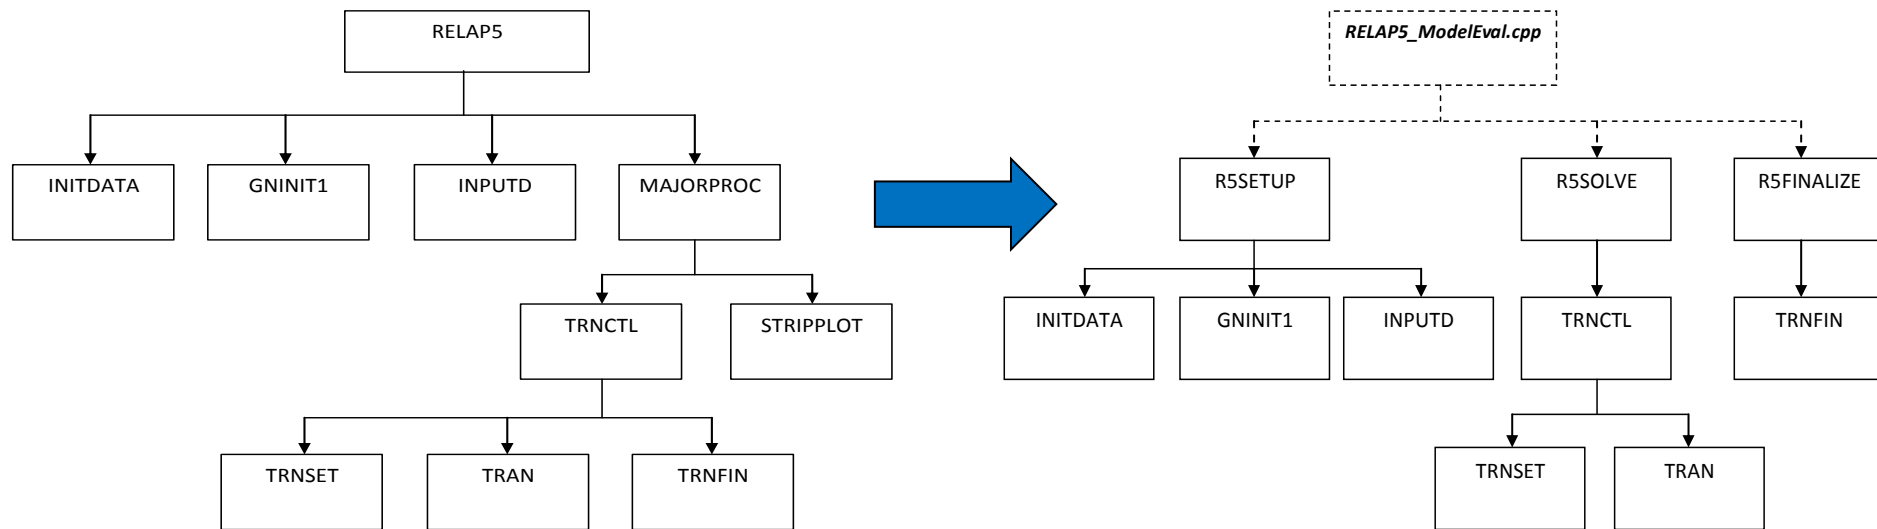 RELAP5
INITDATA
GNINIT1
INPUTD
MAJORPROC
TRNCTL
STRIPPLOT
TRNSET
TRAN
TRNFIN
RELAP5_ModelEval.cpp
R5SETUP
R5SOLVE
R5FINALIZE
INITDATA
GNINIT1
INPUTD
TRNCTL
TRNFIN
TRNSET
TRAN